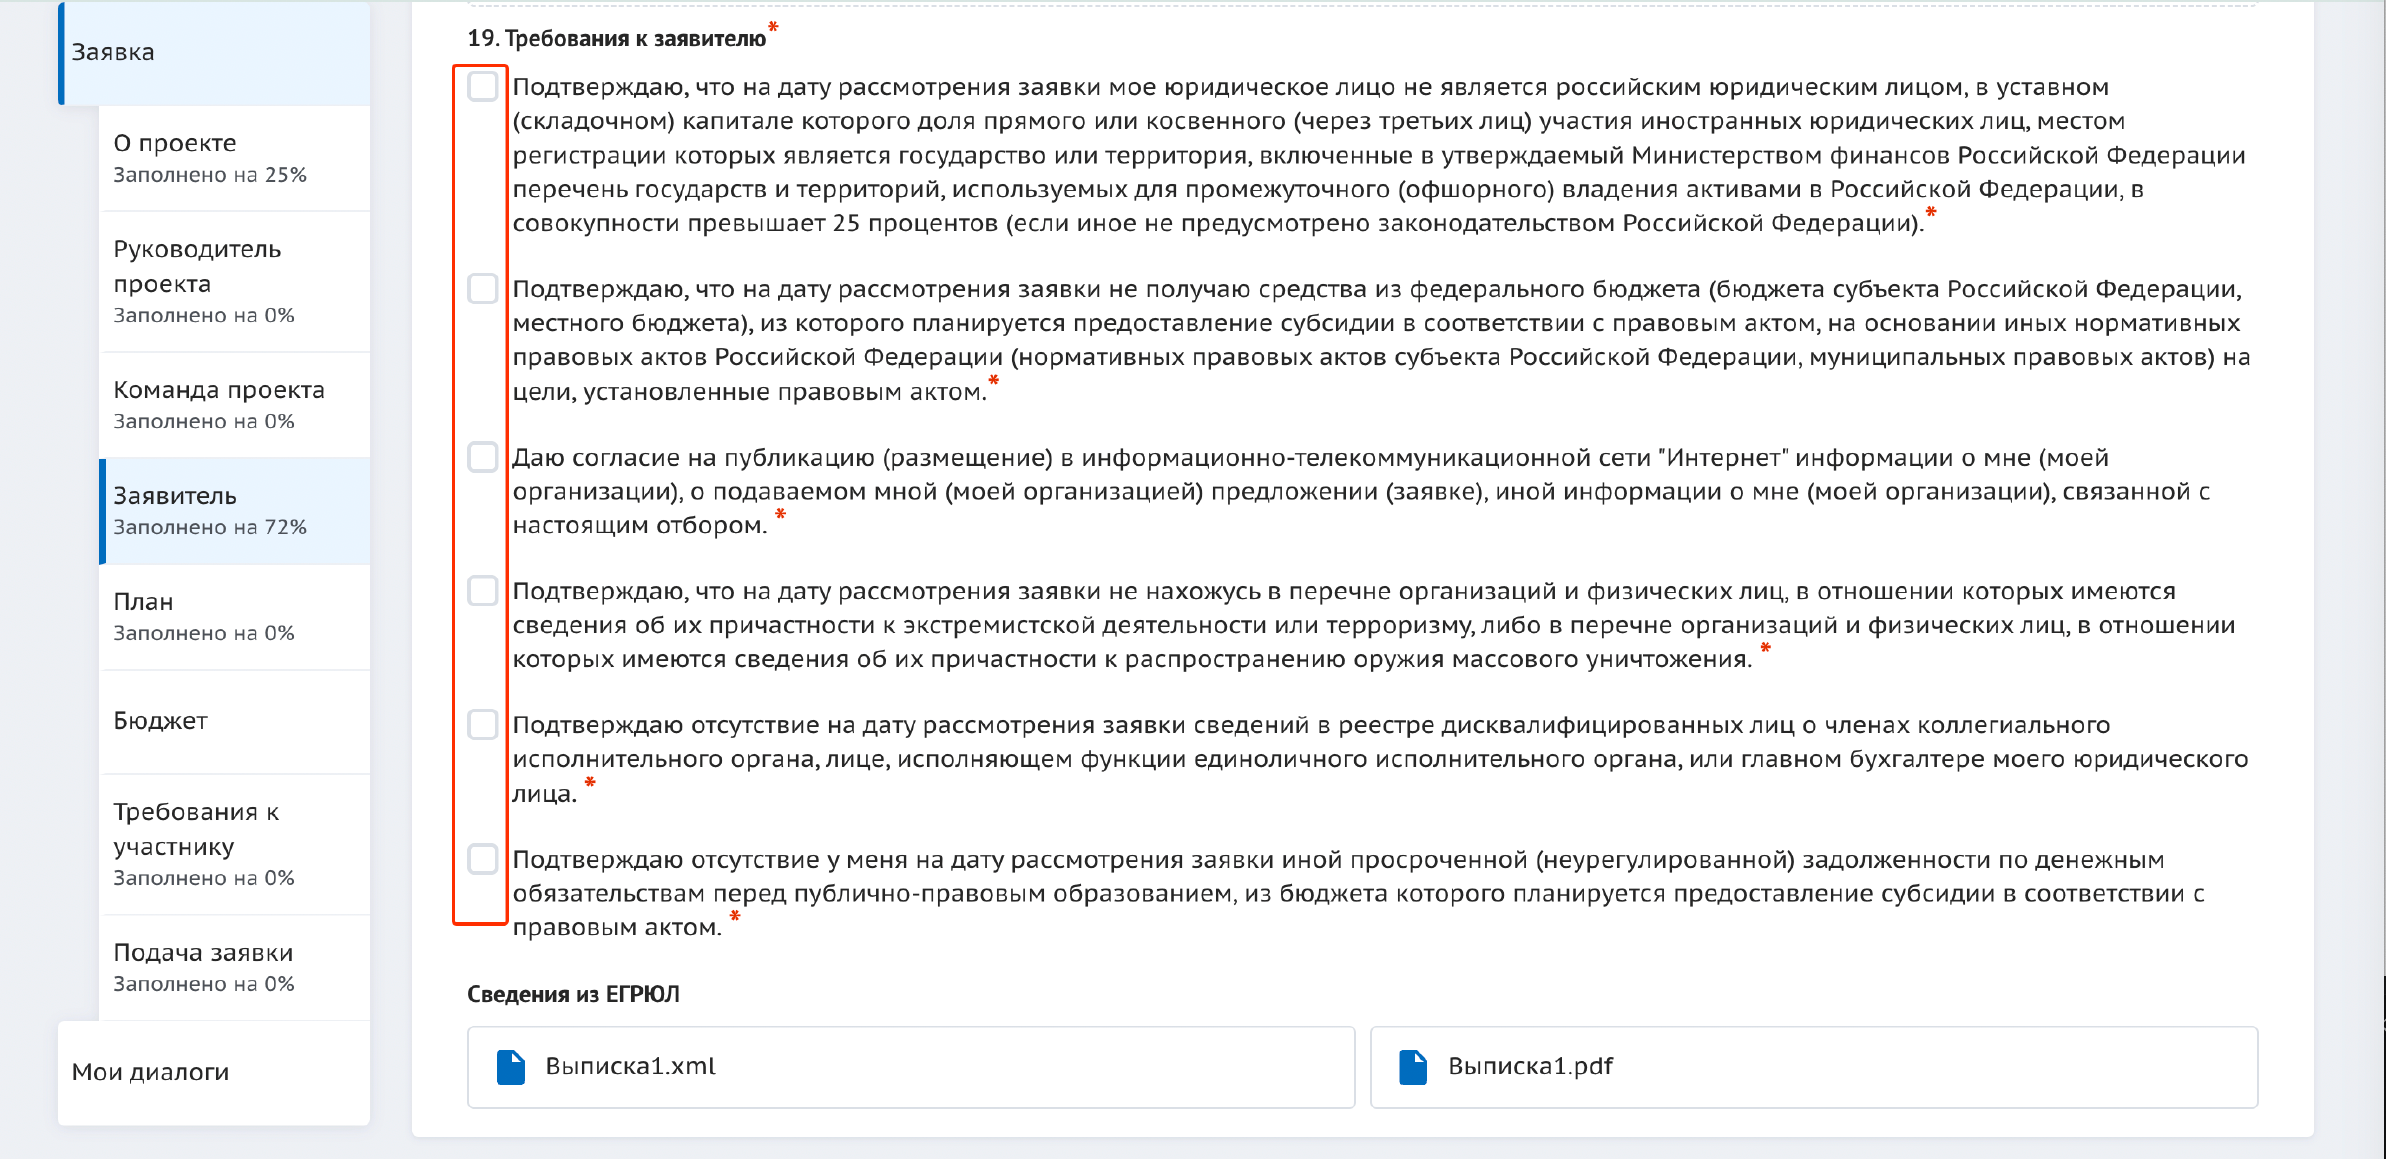 Заявка
О проекте
Заполнено на 25%
Руководитель
проекта
Заполнено на 0%
Команда проекта
Заполнено на 0%
Заявитель
Заполнено на 72%
План
Заполнено на 0%
Бюджет
Требования к
участнику
Заполнено на 0%
Подача заявки
Заполнено на 0%
Мои диалоги
19. Требования к заявителю*
Подтверждаю, что на дату рассмотрения заявки мое юридическое лицо не является российским юридическим лицом, в уставном
(складочном) капитале которого доля прямого или косвенного (через третьих лиц) участия иностранных юридических лиц, местом
регистрации которых является государство или территория, включенные в утверждаемый Министерством финансов Российской Федерации
перечень государств и территорий, используемых для промежуточного (офшорного) владения активами в Российской Федерации, в
совокупности превышает 25 процентов (если иное не предусмотрено законодательством Российской Федерации).*
Подтверждаю, что на дату рассмотрения заявки не получаю средства из федерального бюджета (бюджета субъекта Российской Федерации,
местного бюджета), из которого планируется предоставление субсидии в соответствии с правовым актом, на основании иных нормативных
правовых актов Российской Федерации (нормативных правовых актов субъекта Российской Федерации, муниципальных правовых актов) на
цели, установленные правовым актом.*
Даю согласие на публикацию (размещение) в информационно-телекоммуникационной сети "Интернет" информации о мне (моей
организации), о подаваемом мной (моей организацией) предложении (заявке), иной информации о мне (моей организации), связанной с
настоящим отбором. *
Подтверждаю, что на дату рассмотрения заявки не нахожусь в перечне организаций и физических лиц, в отношении которых имеются
сведения об их причастности к экстремистской деятельности или терроризму, либо в перечне организаций и физических лиц, в отношении
которых имеются сведения об их причастности к распространению оружия массового уничтожения. *
Подтверждаю отсутствие на дату рассмотрения заявки сведений в реестре дисквалифицированных лиц о членах коллегиального
исполнительного органа, лице, исполняющем функции единоличного исполнительного органа, или главном бухгалтере моего юридического
лица. *
Подтверждаю отсутствие у меня на дату рассмотрения заявки иной просроченной (неурегулированной) задолженности по денежным
обязательствам перед публично-правовым образованием, из бюджета которого планируется предоставление субсидии в соответствии с
правовым актом. *
Сведения из ЕГРЮЛ
Выписка1.xml
Выписка1.pdf